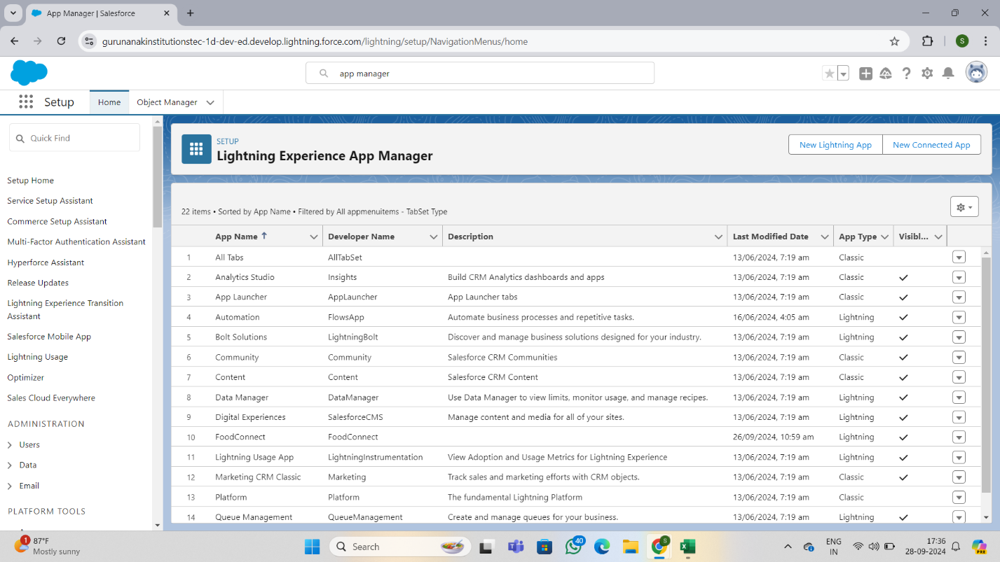 App Manager | Salesforce
gurunanakinstitutionstec-1d-dev-ed.develop.lightning.force.com/lightning/setup/NavigationMenus/home
S
app manager
Setup
Home
Object Manager
Quick Find
Setup Home
Service Setup Assistant
Commerce Setup Assistant
Multi-Factor Authentication Assistant
Hyperforce Assistant
Release Updates
Lightning Experience Transition
Assistant
Salesforce Mobile App
Lightning Usage
Optimizer
Sales Cloud Everywhere
ADMINISTRATION
Users
Data
Email
PLATFORM TOOLS
SETUP
Lightning Experience App Manager
New Lightning App
New Connected App
22 items • Sorted by App Name • Filtered by All appmenuitems - TabSet Type
App Name Developer Name Description Last Modified Date App Type Visibl...
1 All Tabs AllTabSet 13/06/2024, 7:19 am Classic
2 Analytics Studio Insights Build CRM Analytics dashboards and apps 13/06/2024, 7:19 am Classic
3 App Launcher AppLauncher App Launcher tabs 13/06/2024, 7:19 am Classic
4 Automation FlowsApp Automate business processes and repetitive tasks. 16/06/2024, 4:05 am Lightning
5 Bolt Solutions LightningBolt Discover and manage business solutions designed for your industry. 13/06/2024, 7:19 am Lightning
6 Community Community Salesforce CRM Communities 13/06/2024, 7:19 am Classic
7 Content Content Salesforce CRM Content 13/06/2024, 7:19 am Classic
8 Data Manager DataManager Use Data Manager to view limits, monitor usage, and manage recipes. 13/06/2024, 7:19 am Lightning
9 Digital Experiences SalesforceCMS Manage content and media for all of your sites. 13/06/2024, 7:19 am Lightning
10 FoodConnect FoodConnect 26/09/2024, 10:59 am Lightning
11 Lightning Usage App LightningInstrumentation View Adoption and Usage Metrics for Lightning Experience 13/06/2024, 7:19 am Lightning
12 Marketing CRM Classic Marketing Track sales and marketing efforts with CRM objects. 13/06/2024, 7:19 am Classic
13 Platform Platform The fundamental Lightning Platform 13/06/2024, 7:19 am Classic
14 Queue Management QueueManagement Create and manage queues for your business. 13/06/2024, 7:19 am Lightning
1
87°F
Mostly sunny
Search
40
S
ENG
IN
17:36
28-09-2024
PRE